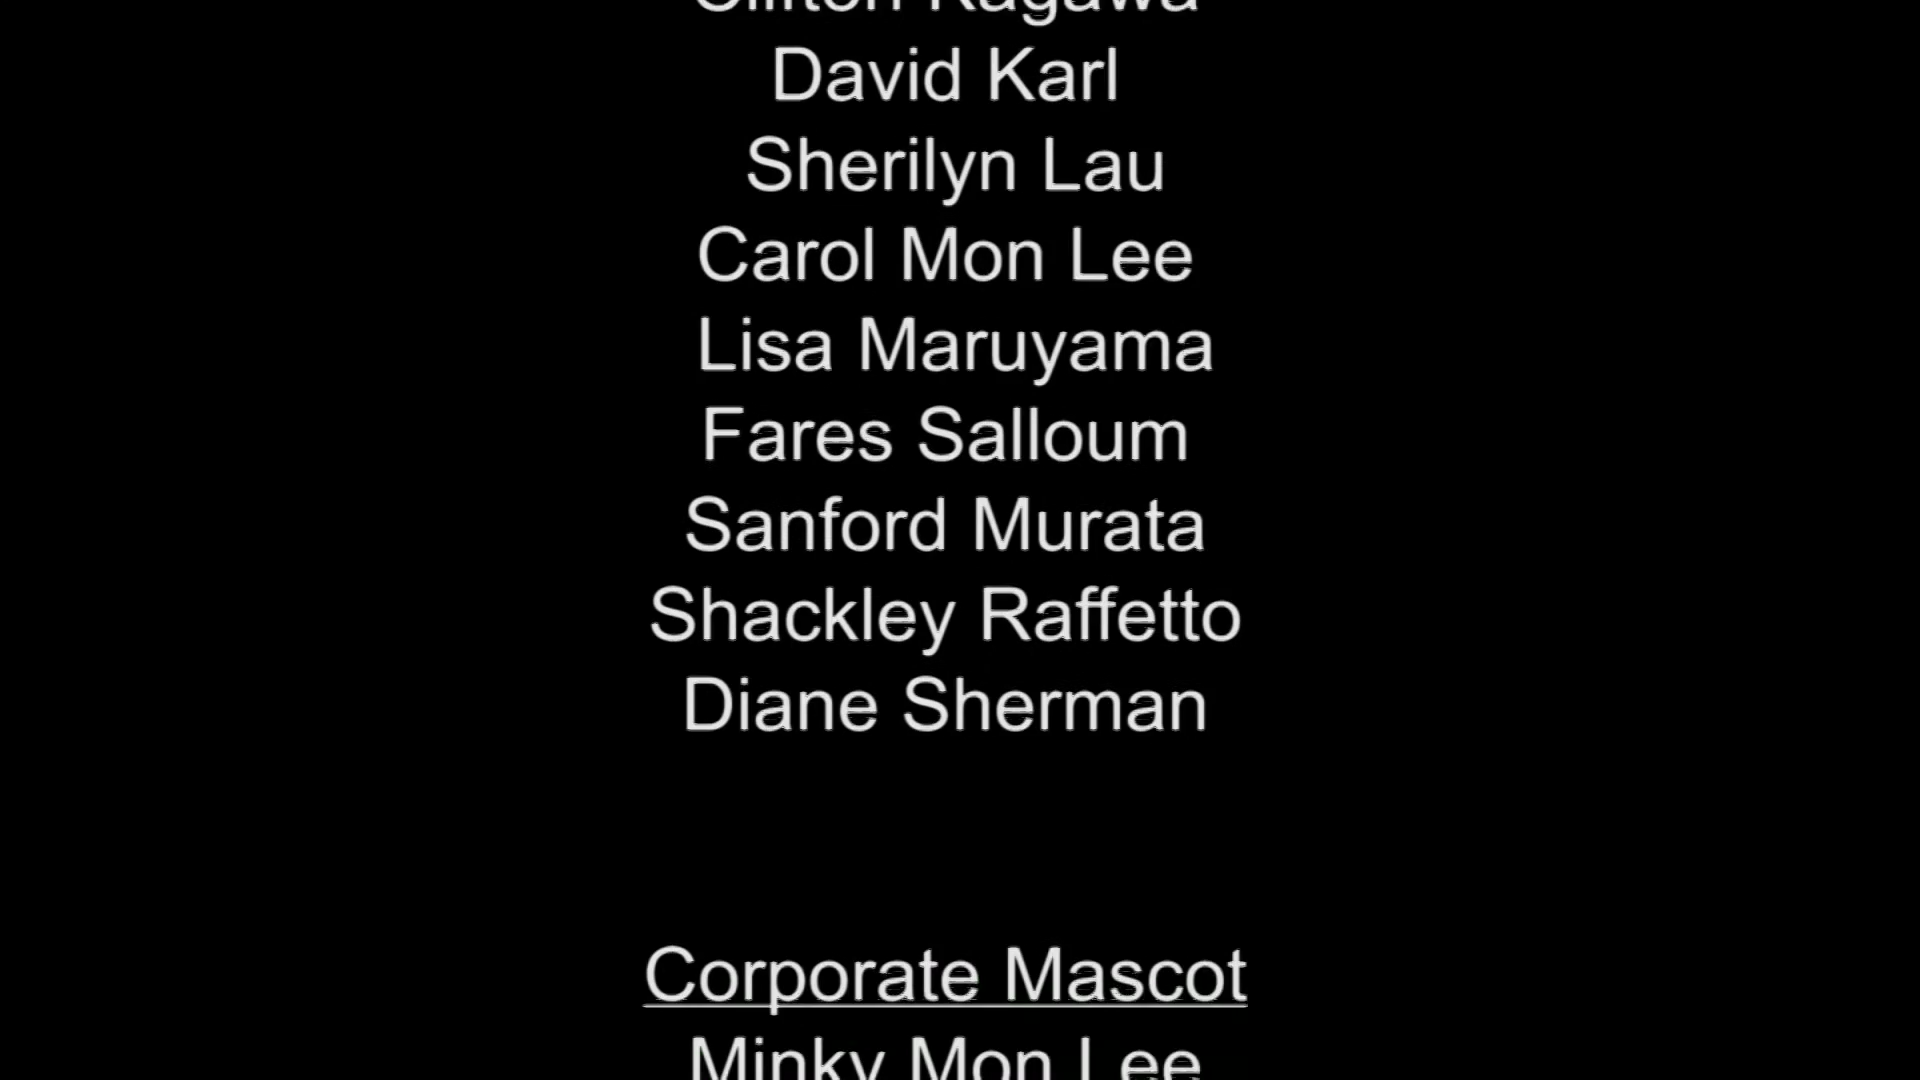 Clifton Kagawa
David Karl
Sherilyn Lau
Carol Mon Lee
Lisa Maruyama
Fares Salloum
Sanford Murata
Shackley Raffetto
Diane Sherman
Corporate Mascot
Minky Mon Lee